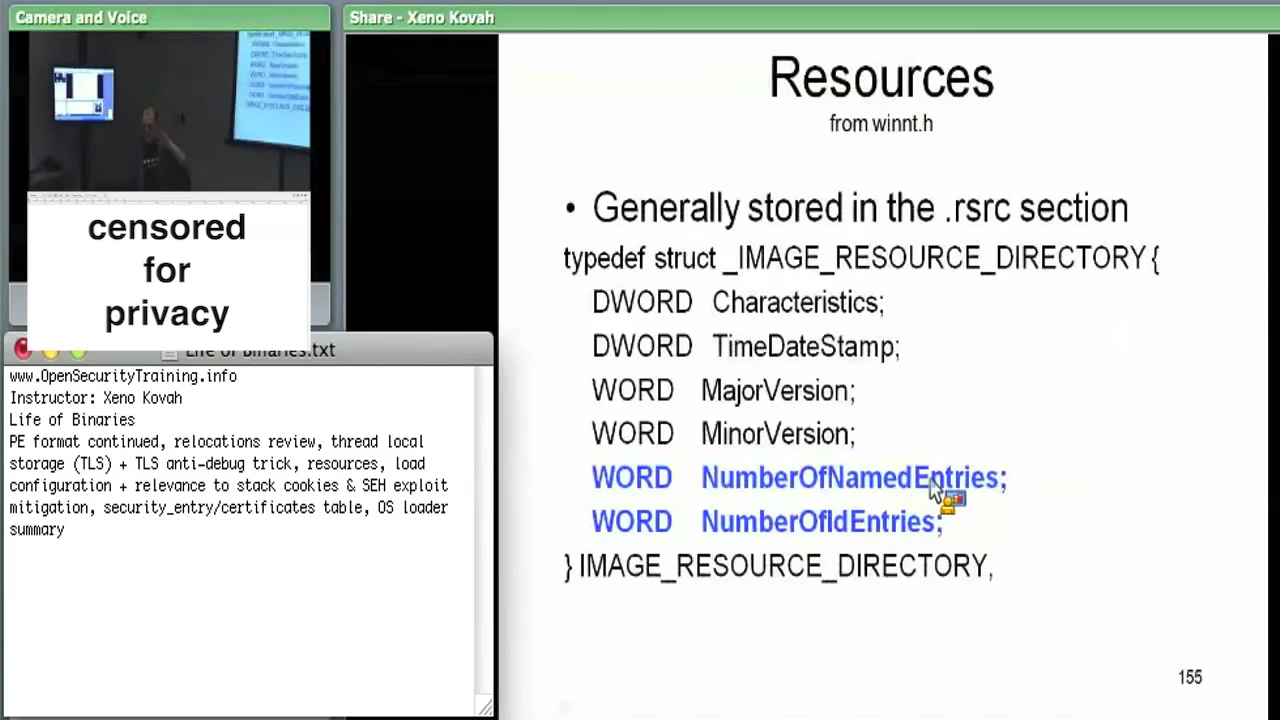 Camera and Voice
Share - Xeno Kovah
censored
for
privacy
Life of Binaries.txt
www.OpenSecurityTraining.info
Instructor: Xeno Kovah
Life of Binaries
PE format continued, relocations review, thread local
storage (TLS) + TLS anti-debug trick, resources, load
configuration + relevance to stack cookies & SEH exploit
mitigation, security_entry/certificates table, OS loader
summary
Resources
from winnt.h
• Generally stored in the .rsrc section
typedef struct _IMAGE_RESOURCE_DIRECTORY {
DWORD Characteristics;
DWORD TimeDateStamp;
WORD MajorVersion;
WORD MinorVersion;
WORD NumberOfNamedEntries;
WORD NumberOfIdEntries;
} IMAGE_RESOURCE_DIRECTORY,
155